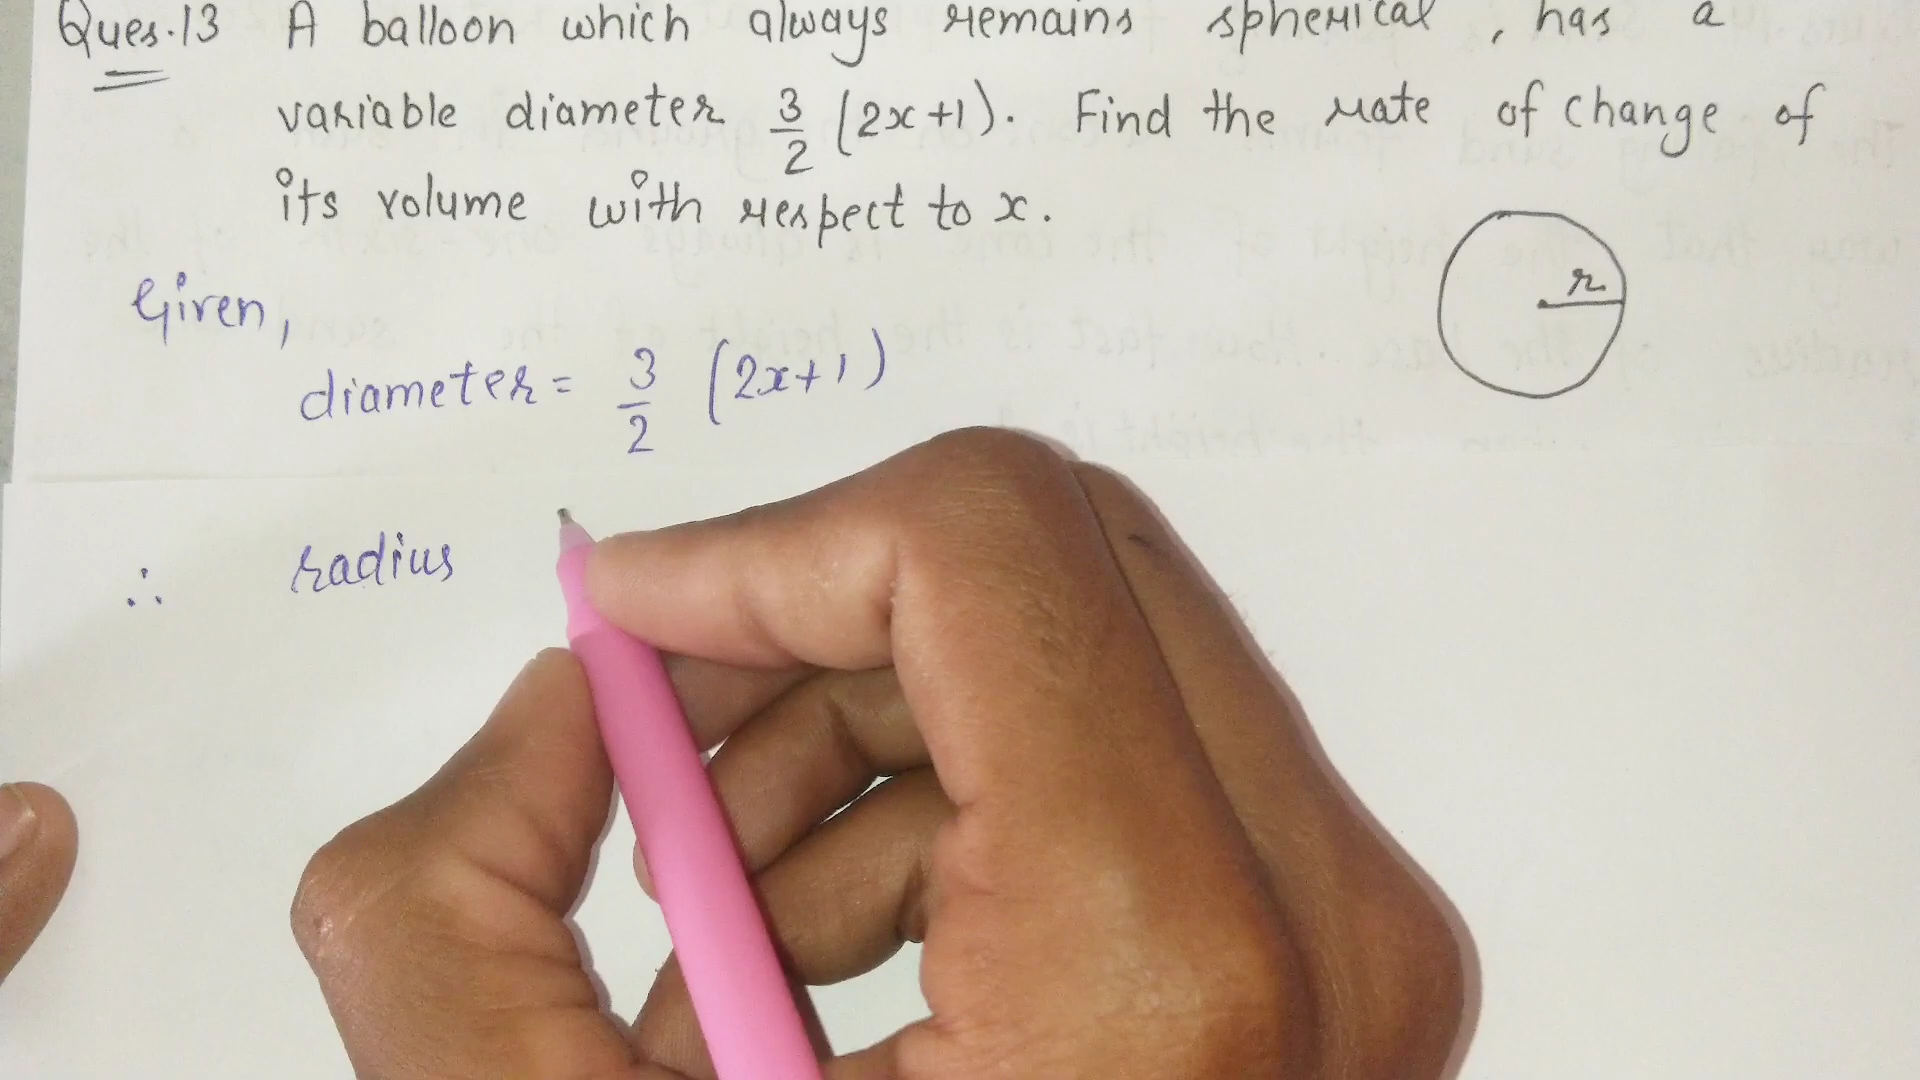 Ques.13 A balloon which always remains spherical, has a
variable diameter 3/2 (2x+1). Find the rate of change of
its volume with respect to x.
r
Given,
diameter = 3/2 (2x+1)
∴ radius